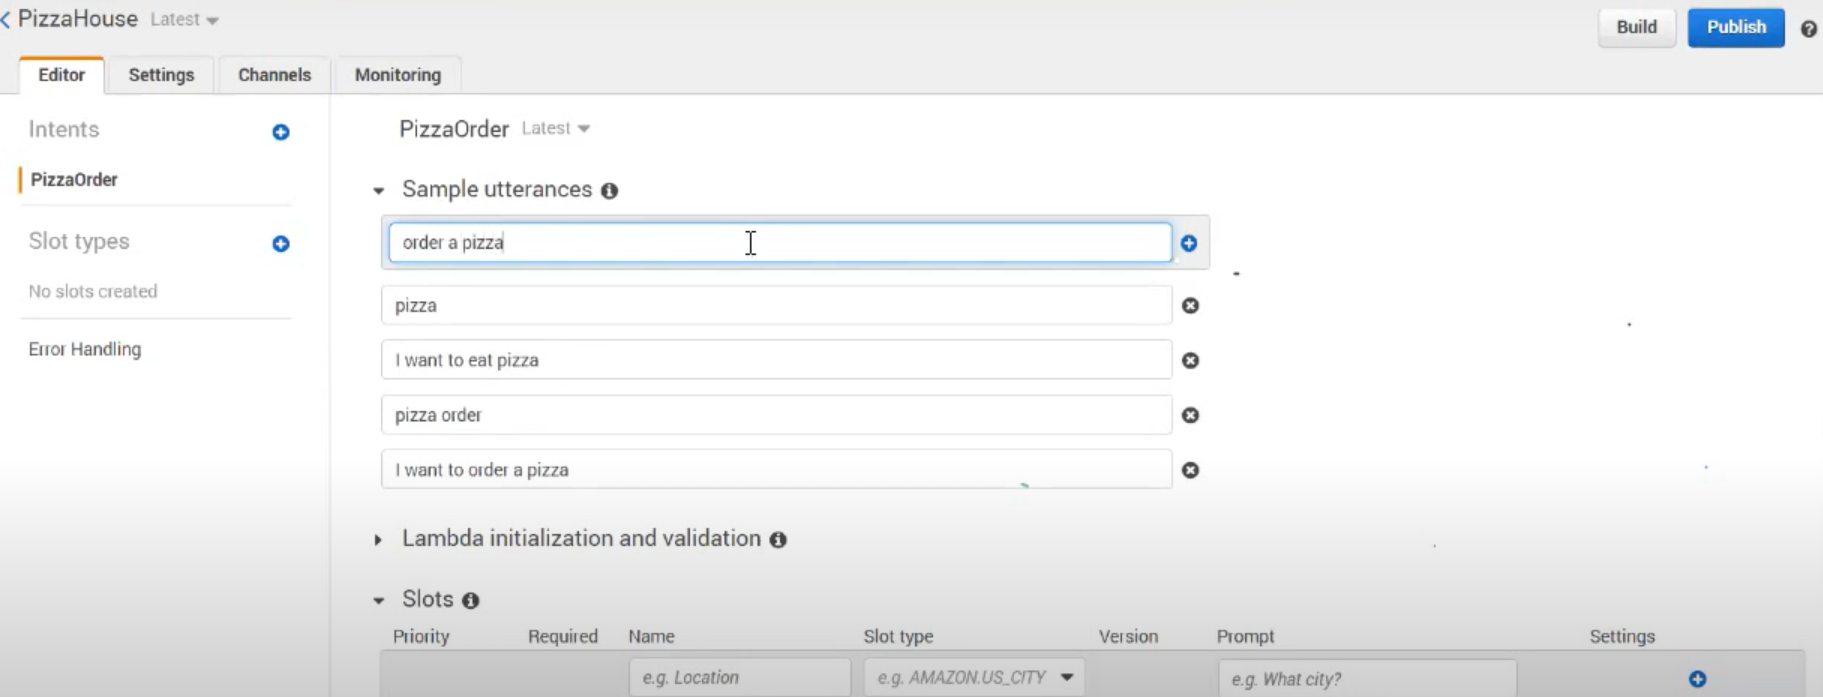 PizzaHouse Latest
Build Publish
Editor Settings Channels Monitoring
Intents
PizzaOrder
Slot types
No slots created
Error Handling
PizzaOrder Latest
Sample utterances
order a pizza
pizza
I want to eat pizza
pizza order
I want to order a pizza
Lambda initialization and validation
Slots
Priority Required Name Slot type Version Prompt Settings
e.g. Location e.g. AMAZON.US_CITY e.g. What city?